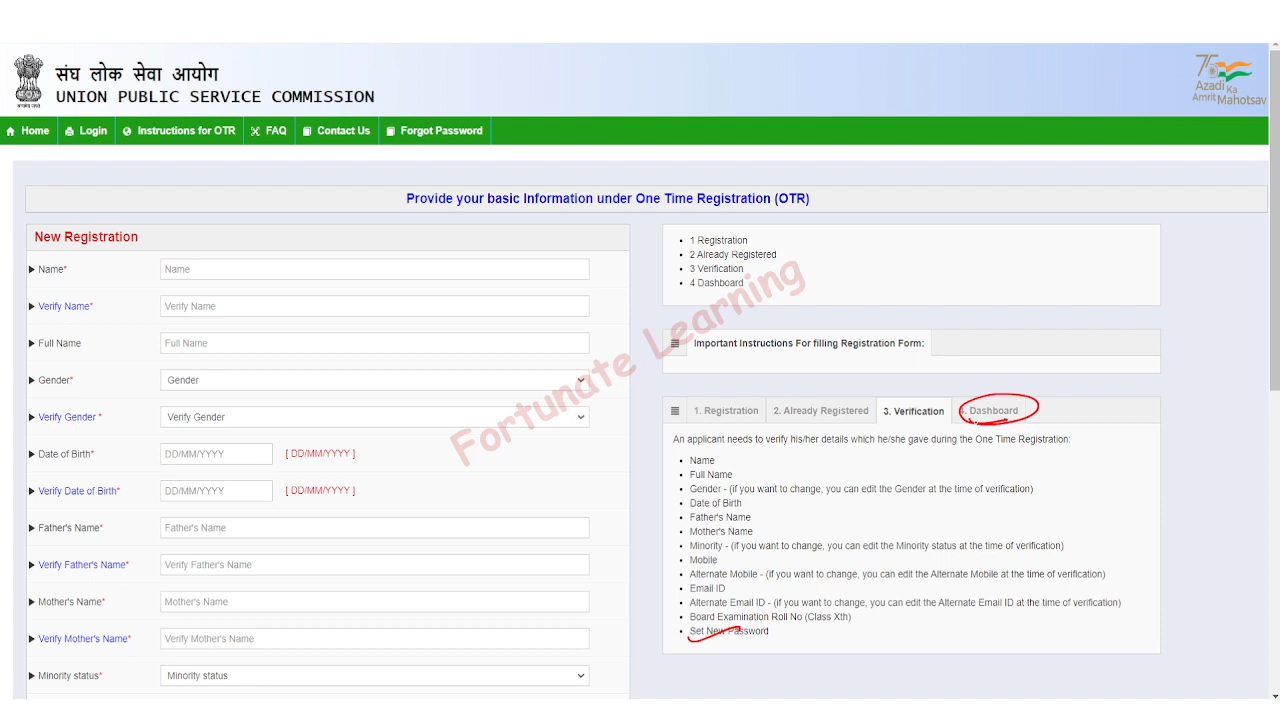 संघ लोक सेवा आयोग
UNION PUBLIC SERVICE COMMISSION
75
Azadi Ka
Amrit Mahotsav
Home Login Instructions for OTR FAQ Contact Us Forgot Password
Provide your basic Information under One Time Registration (OTR)
New Registration
Name* Name
Verify Name* Verify Name
Full Name Full Name
Gender* Gender
Verify Gender * Verify Gender
Date of Birth* DD/MM/YYYY [ DD/MM/YYYY ]
Verify Date of Birth* DD/MM/YYYY [ DD/MM/YYYY ]
Father's Name* Father's Name
Verify Father's Name* Verify Father's Name
Mother's Name* Mother's Name
Verify Mother's Name* Verify Mother's Name
Minority status* Minority status
1 Registration
2 Already Registered
3 Verification
4 Dashboard
Important Instructions For filling Registration Form:
1. Registration 2. Already Registered 3. Verification 4. Dashboard
An applicant needs to verify his/her details which he/she gave during the One Time Registration:
Name
Full Name
Gender - (if you want to change, you can edit the Gender at the time of verification)
Date of Birth
Father's Name
Mother's Name
Minority - (if you want to change, you can edit the Minority status at the time of verification)
Mobile
Alternate Mobile - (if you want to change, you can edit the Alternate Mobile at the time of verification)
Email ID
Alternate Email ID - (if you want to change, you can edit the Alternate Email ID at the time of verification)
Board Examination Roll No (Class Xth)
Set New Password
Fortunate Learning